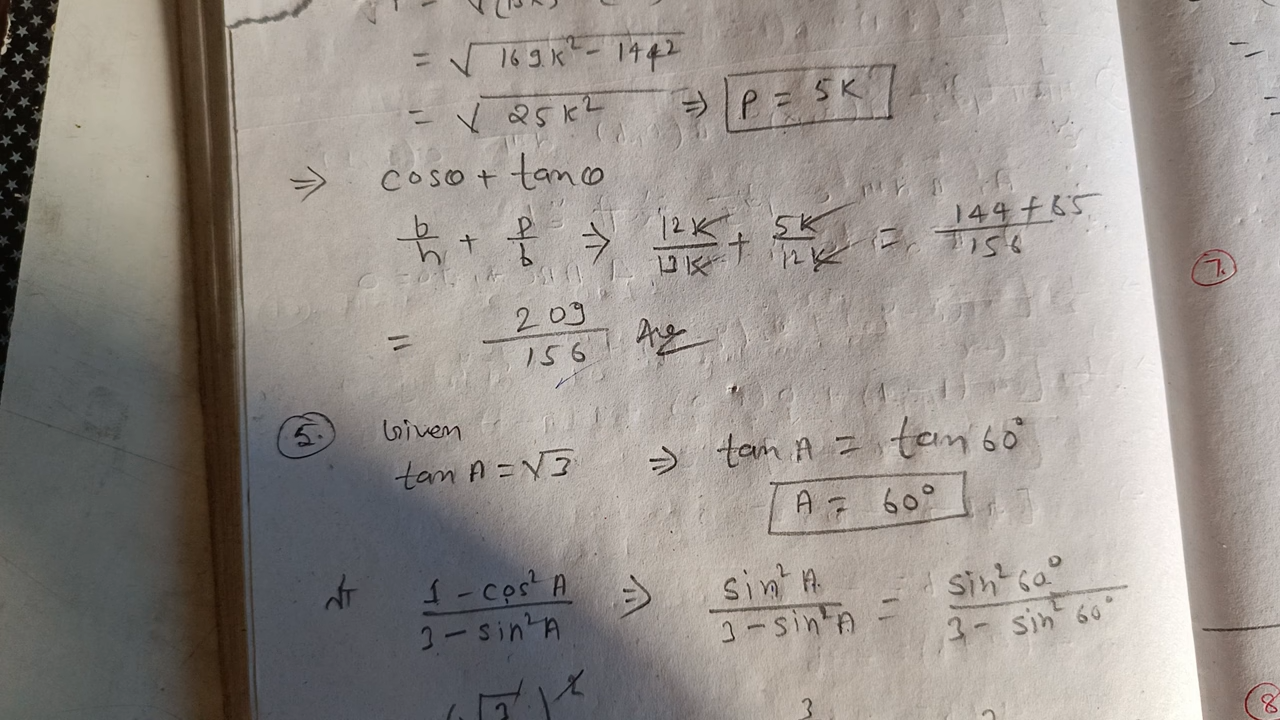 = √169K² - 144²
= √25K² ⇒ P = 5K
⇒ cosθ + tanθ
b/h + p/b ⇒ 12K/13K + 5K/12K = 144 + 65/156
= 209/156 Ans
5. Given
tan A = √3 ⇒ tan A = tan 60°
A = 60°
1 - cos² A/3 - sin² A ⇒ sin² A/3 - sin² A = sin² 60°/3 - sin² 60°
7.
8